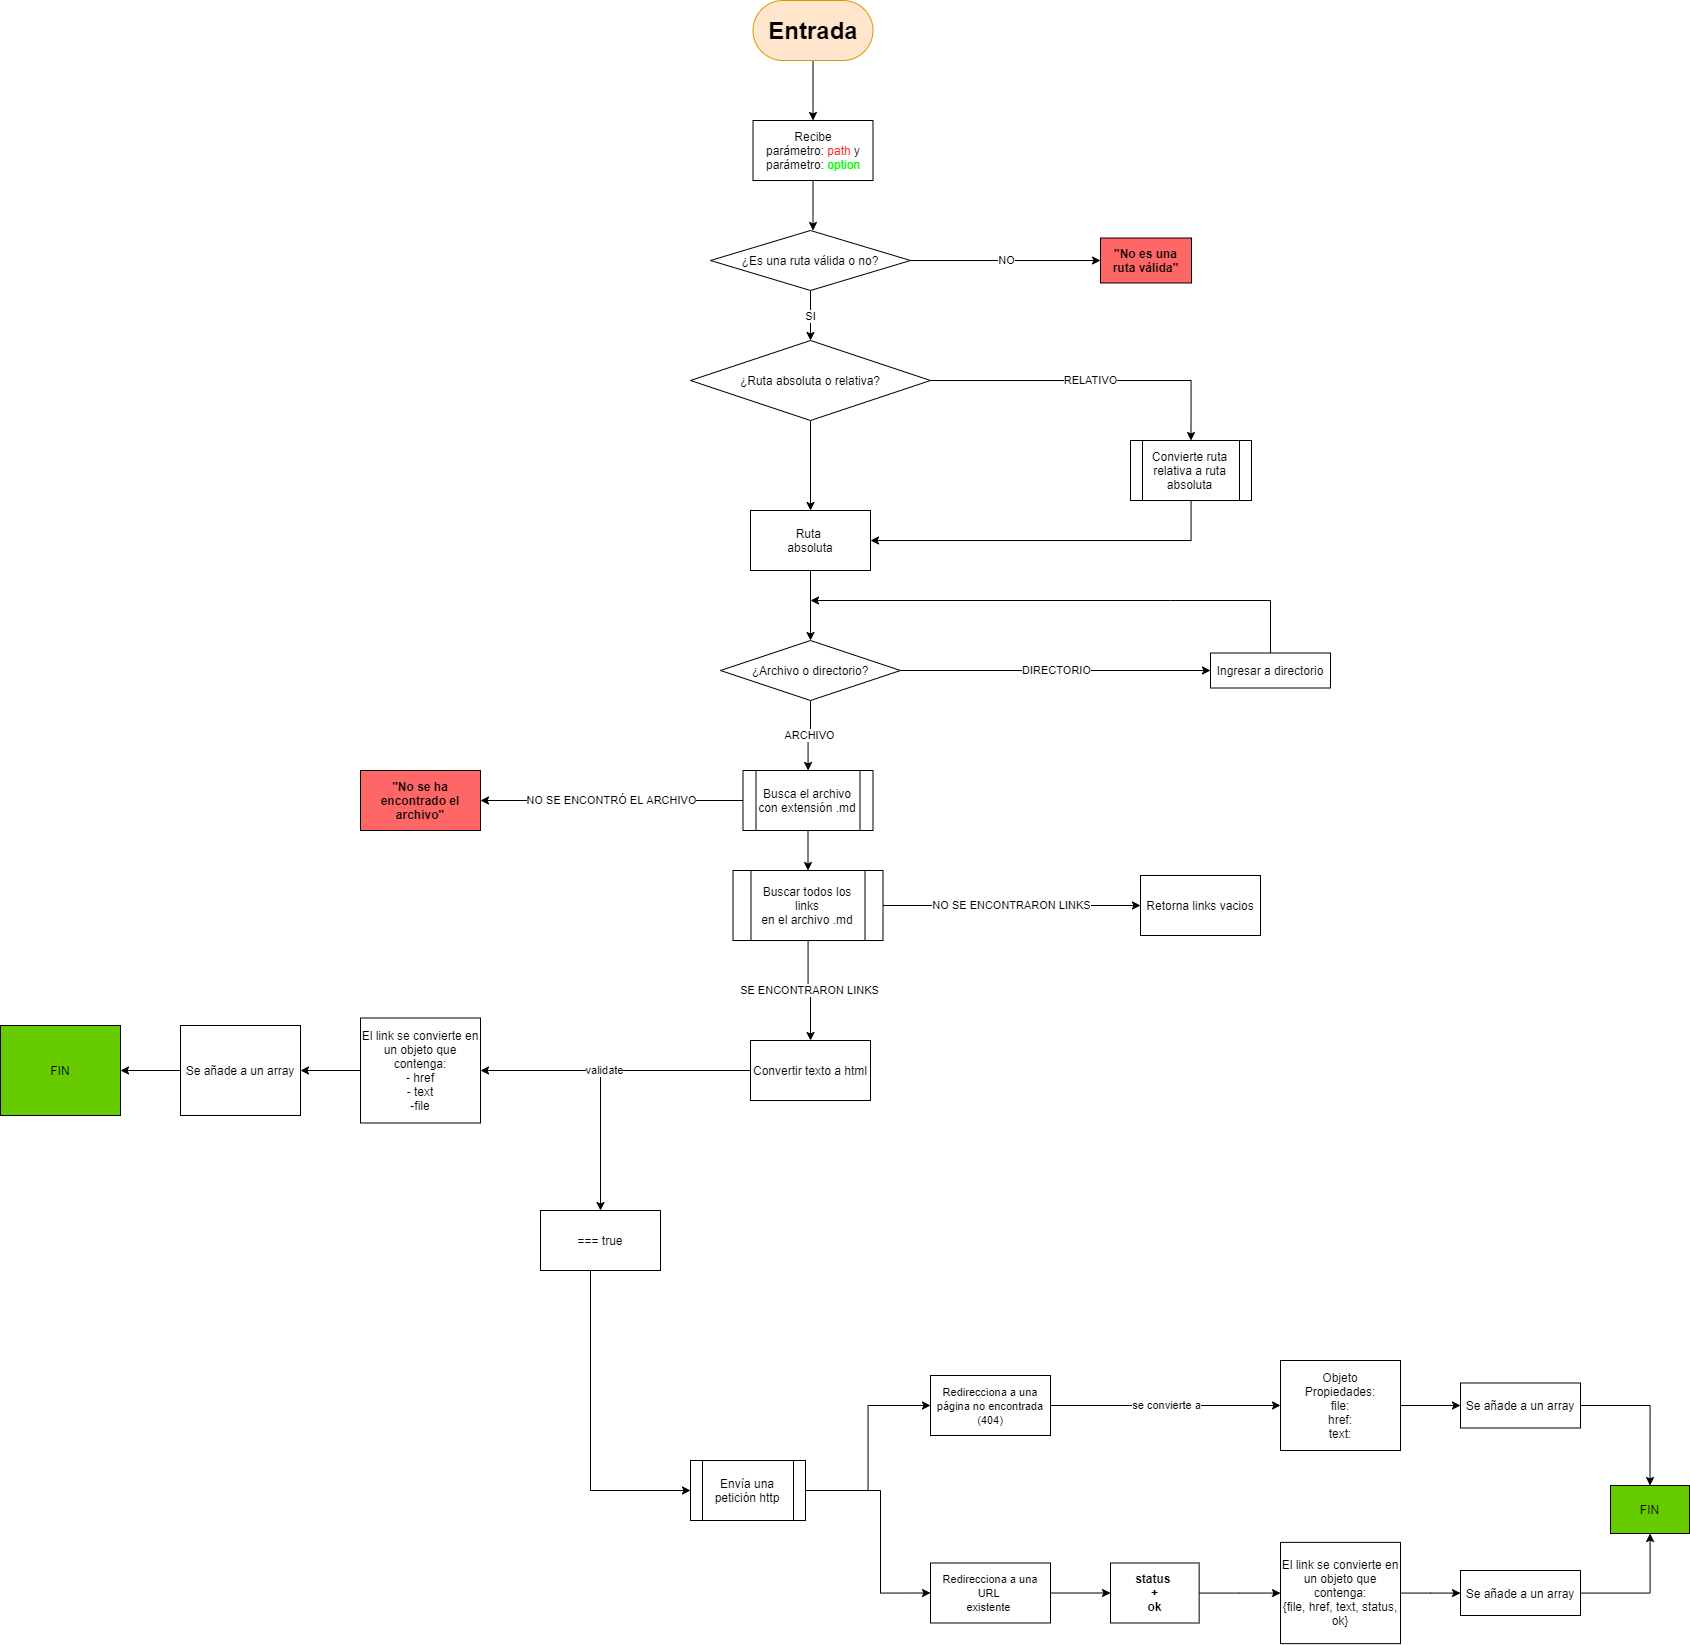 Entrada
Recibe
parámetro: path y
parámetro: option
¿Es una ruta válida o no?
NO
"No es una
ruta válida"
SI
¿Ruta absoluta o relativa?
RELATIVO
Convierte ruta
relativa a ruta
absoluta
Ruta
absoluta
¿Archivo o directorio?
DIRECTORIO
Ingresar a directorio
ARCHIVO
"No se ha
encontrado el
archivo"
NO SE ENCONTRÓ EL ARCHIVO
Busca el archivo
con extensión .md
Buscar todos los
links
en el archivo .md
NO SE ENCONTRARON LINKS
Retorna links vacios
SE ENCONTRARON LINKS
FIN
Se añade a un array
El link se convierte en
un objeto que
contenga:
- href
- text
-file
validate
Convertir texto a html
=== true
Envía una
petición http
Redirecciona a una
página no encontrada
(404)
se convierte a
Objeto
Propiedades:
file:
href:
text:
Se añade a un array
FIN
Redirecciona a una
URL
existente
status
+
ok
El link se convierte en
un objeto que
contenga:
{file, href, text, status,
ok}
Se añade a un array